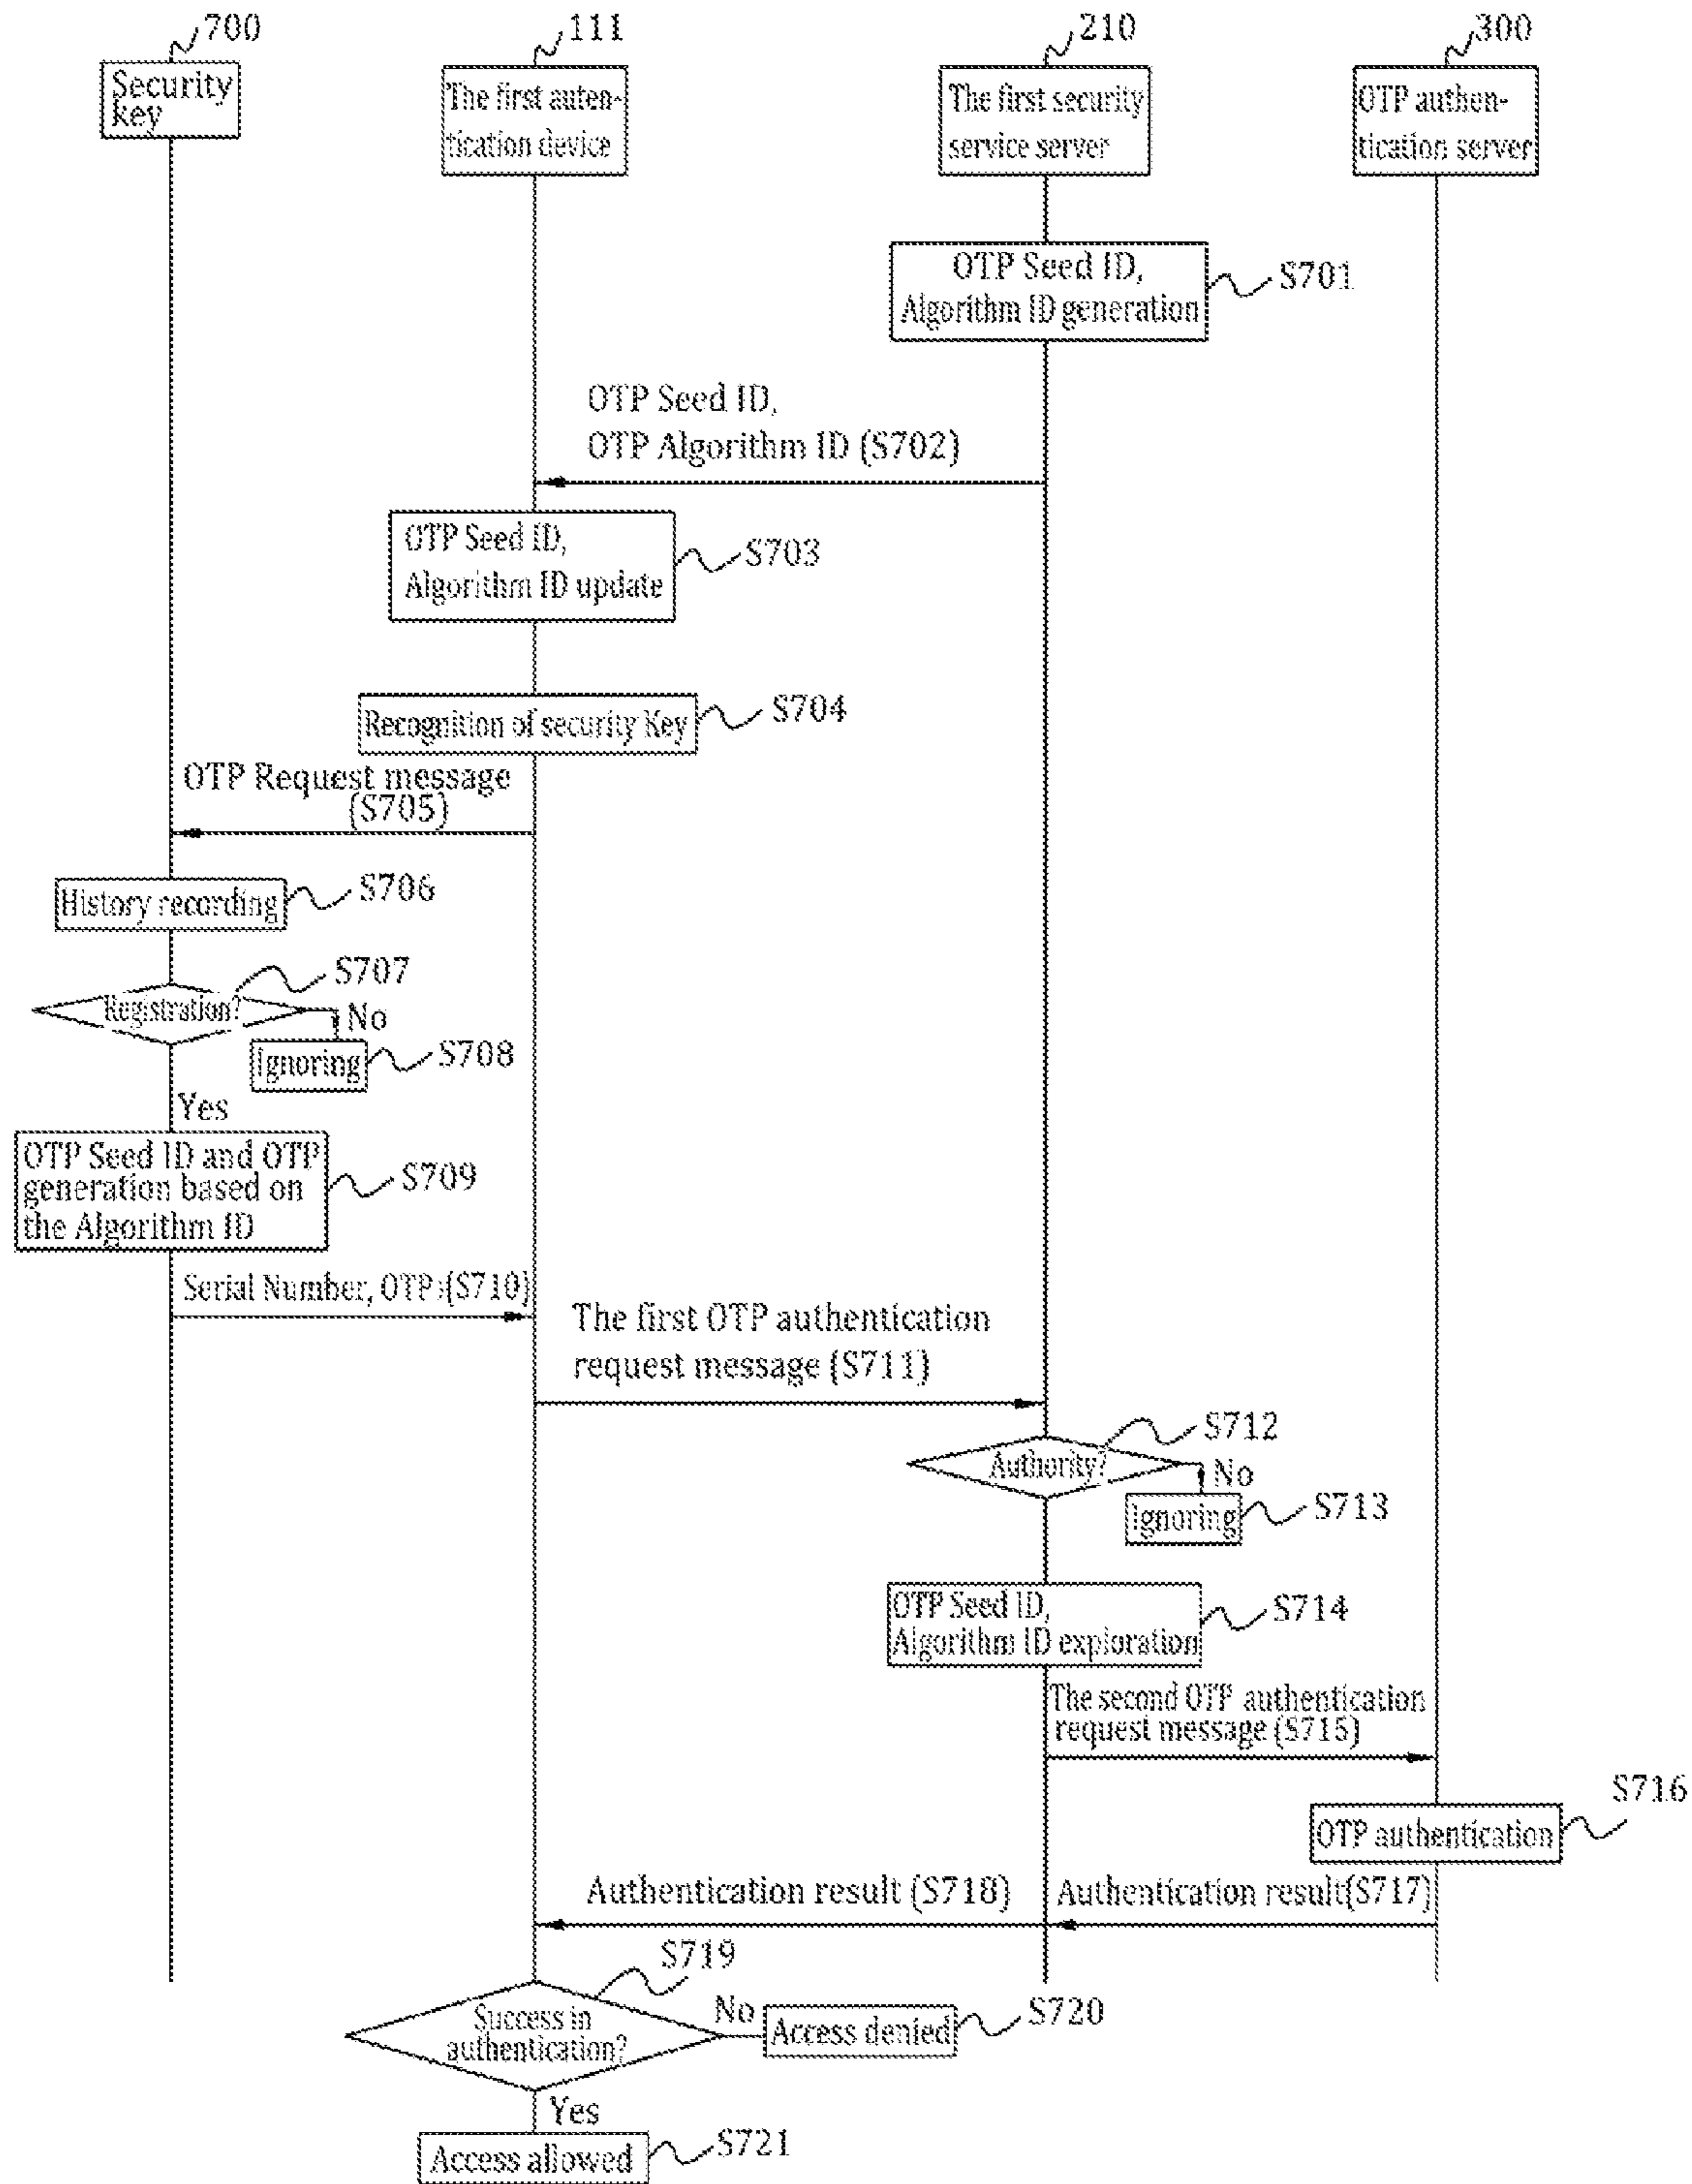 700
111
210
300
Security
key
The first auten-
tication device
The first security
service server
OTP authen-
tication server
OTP Seed ID,
Algorithm ID generation
S701
OTP Seed ID,
OTP Algorithm ID (S702)
OTP Seed ID,
Algorithm ID update
S703
Recognition of security Key
S704
OTP Request message
(S705)
History recording
S706
Registration?
S707
No
Ignoring
S708
Yes
OTP Seed ID and OTP
generation based on
the Algorithm ID
S709
Serial Number, OTP (S710)
The first OTP authentication
request message (S711)
Authority?
S712
No
Ignoring
S713
OTP Seed ID,
Algorithm ID exploration
S714
The second OTP authentication
request message (S715)
OTP authentication
S716
Authentication result (S718)
Authentication result(S717)
Success in
authentication?
S719
No
Access denied
S720
Yes
Access allowed
S721